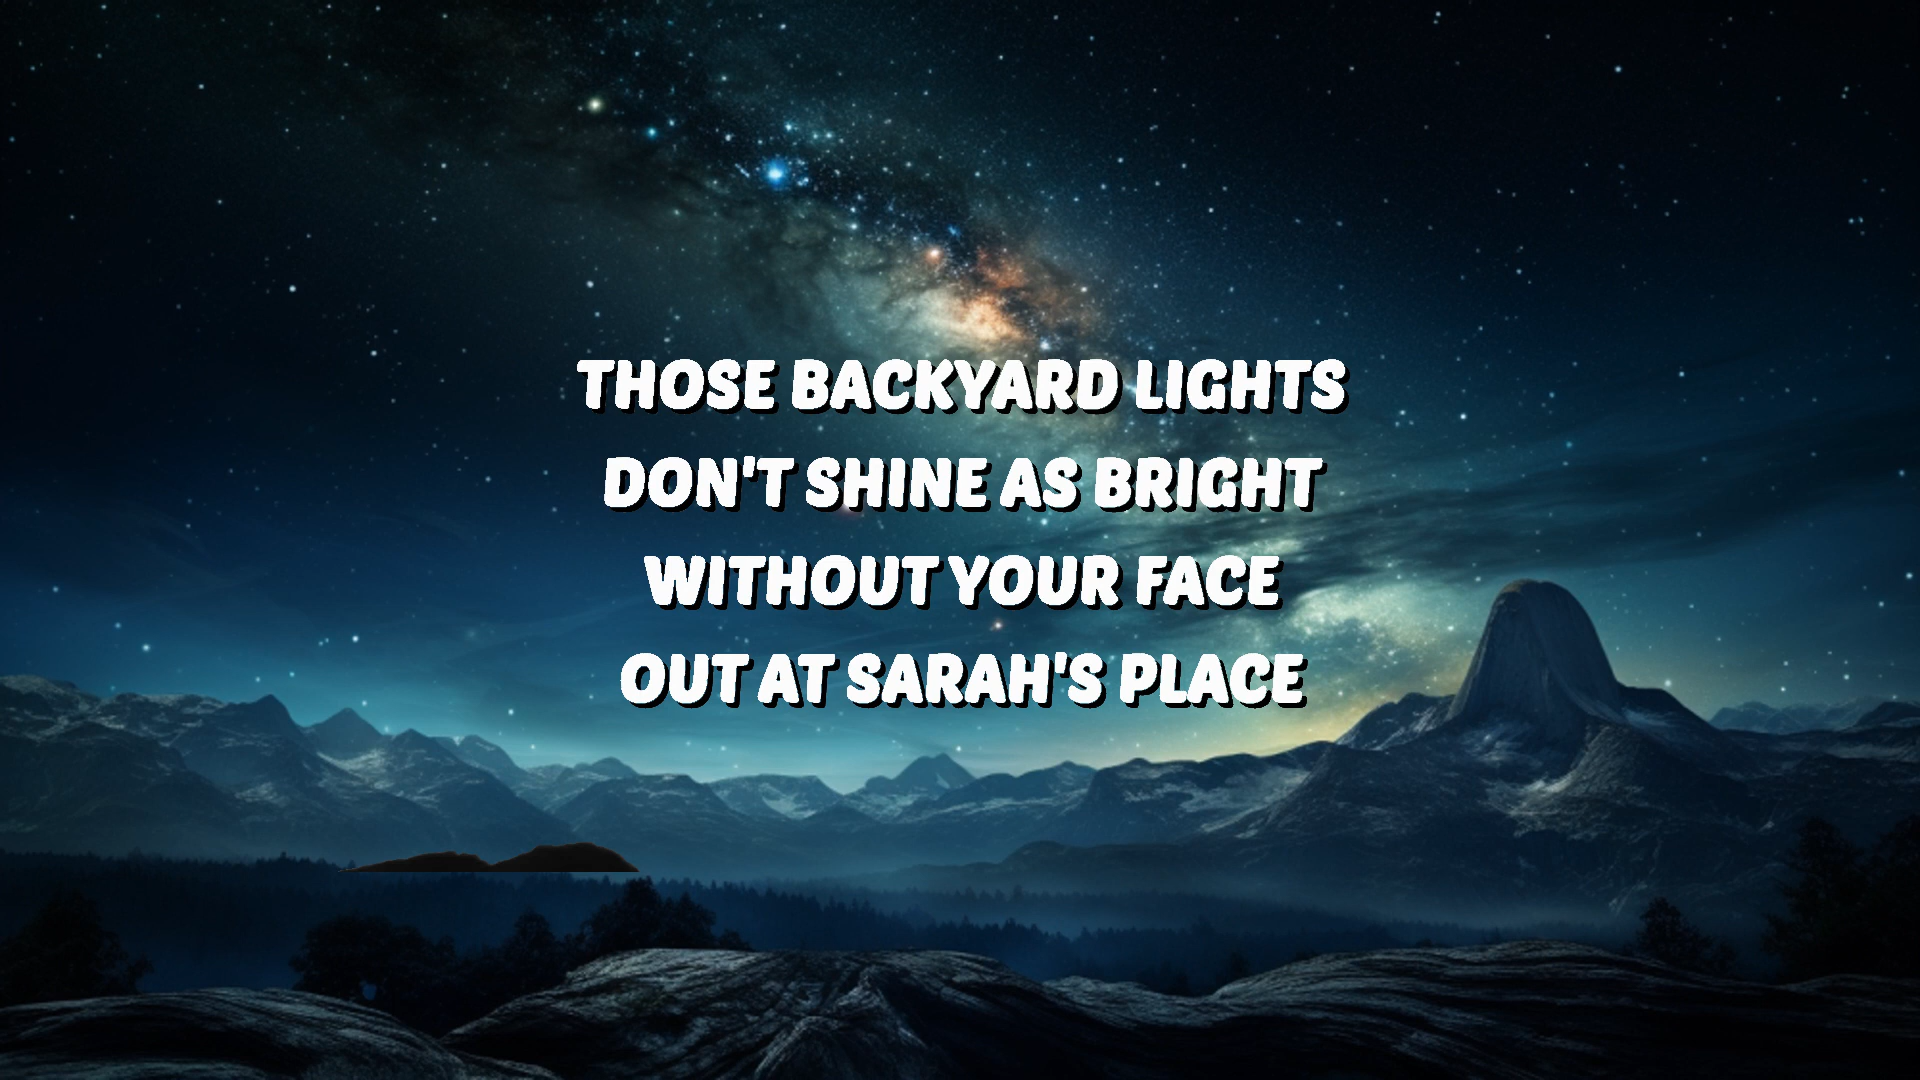 THOSE BACKYARD LIGHTS
DON'T SHINE AS BRIGHT
WITHOUT YOUR FACE
OUT AT SARAH'S PLACE